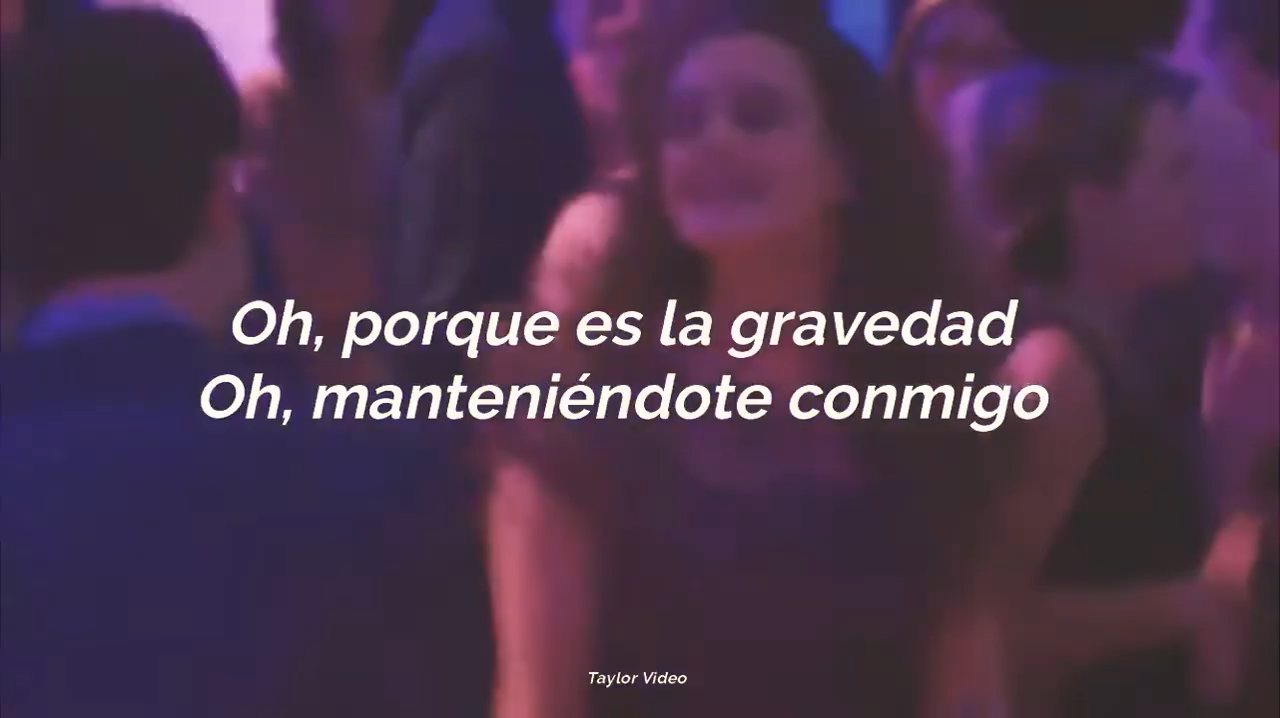 Oh, porque es la gravedad
Oh, manteniéndote conmigo
Taylor Video